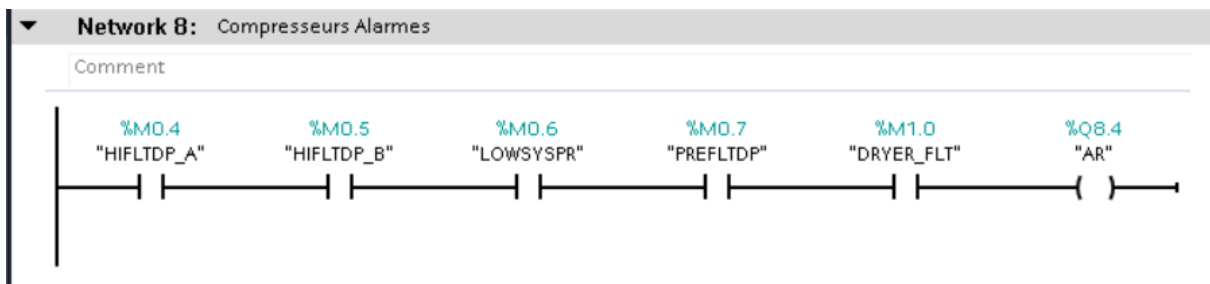 Network 8: Compresseurs Alarmes
Comment
%M0.4 %M0.5 %M0.6 %M0.7 %M1.0 %Q8.4
"HIFLTDP_A" "HIFLTDP_B" "LOWSYSPR" "PREFLTDP" "DRYER_FLT" "AR"